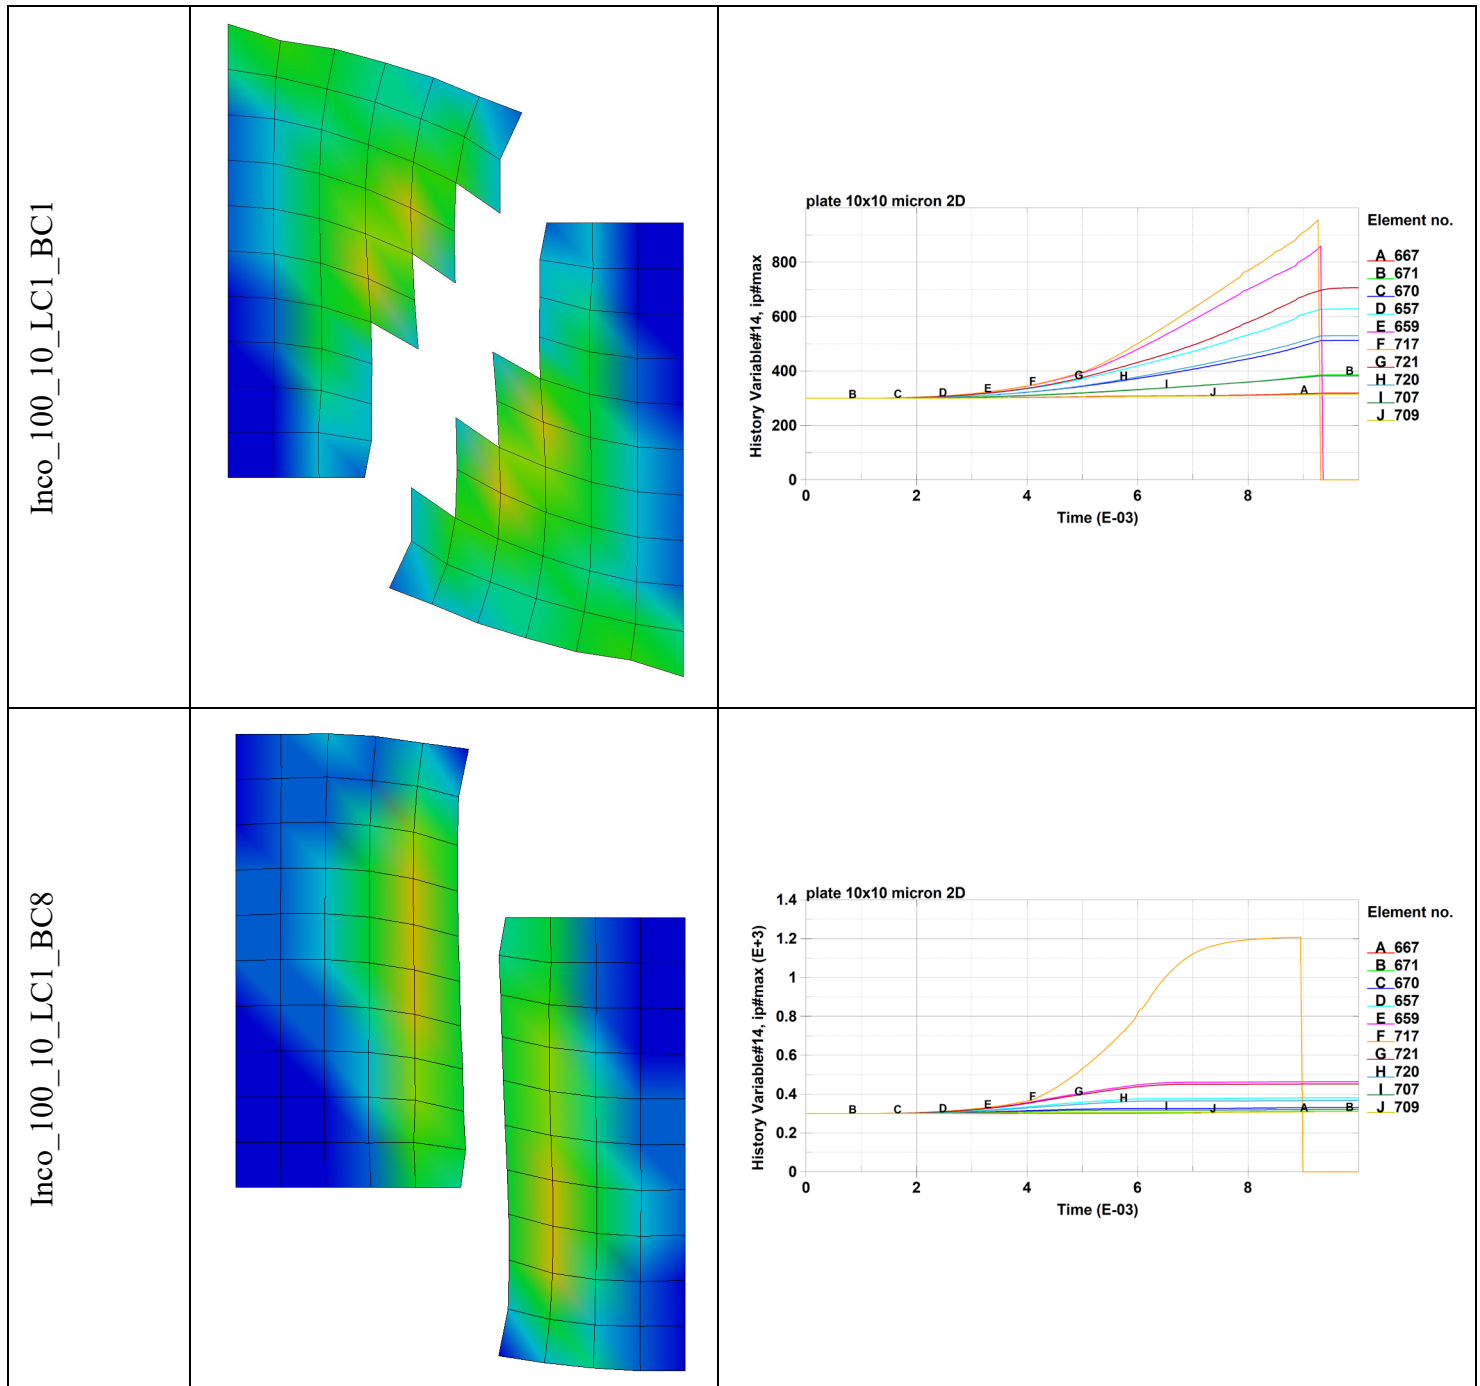 Inco_100_10_LC1_BC1
plate 10x10 micron 2D
History Variable#14, ip#max
800
600
400
200
0
0 2 4 6 8
Time (E-03)
B C D E F G H I J A B
Element no.
A 667
B 671
C 670
D 657
E 659
F 717
G 721
H 720
I 707
J 709
Inco_100_10_LC1_BC8
plate 10x10 micron 2D
History Variable#14, ip#max (E+3)
1.4
1.2
1
0.8
0.6
0.4
0.2
0
0 2 4 6 8
Time (E-03)
B C D E F G H I J A B
Element no.
A 667
B 671
C 670
D 657
E 659
F 717
G 721
H 720
I 707
J 709